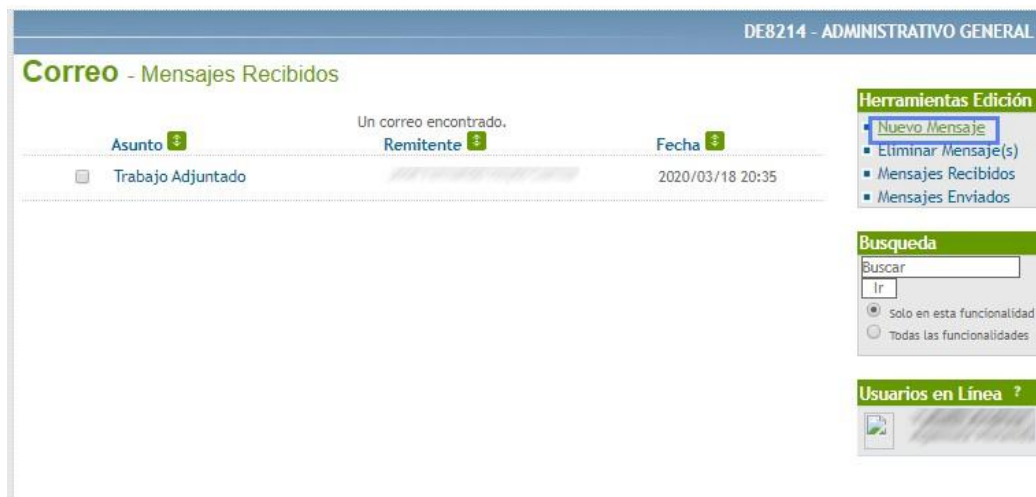 DE8214 - ADMINISTRATIVO GENERAL
Correo - Mensajes Recibidos
Un correo encontrado.
Asunto Remitente Fecha
Trabajo Adjuntado 2020/03/18 20:35
Herramientas Edición
Nuevo Mensaje
Eliminar Mensaje(s)
Mensajes Recibidos
Mensajes Enviados
Busqueda
Buscar
Ir
Solo en esta funcionalidad
Todas las funcionalidades
Usuarios en Línea ?